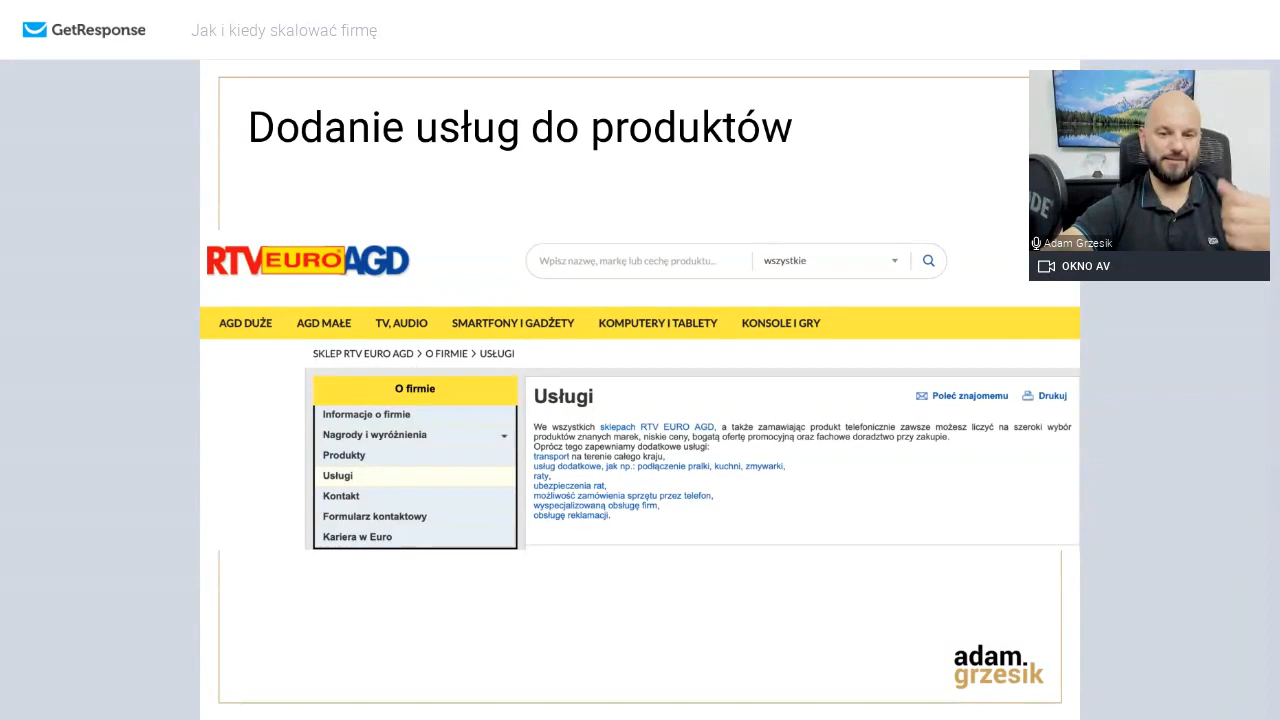 GetResponse
Jak i kiedy skalować firmę
Dodanie usług do produktów
Adam Grzesik
OKNO AV
RTV EURO AGD
Wpisz nazwę, markę lub cechę produktu...
wszystkie
AGD DUŻE
AGD MAŁE
TV, AUDIO
SMARTFONY I GADŻETY
KOMPUTERY I TABLETY
KONSOLE I GRY
SKLEP RTV EURO AGD > O FIRMIE > USŁUGI
O firmie
Informacje o firmie
Nagrody i wyróżnienia
Produkty
Usługi
Kontakt
Formularz kontaktowy
Kariera w Euro
Usługi
Poleć znajomemu
Drukuj
We wszystkich sklepach RTV EURO AGD, a także zamawiając produkt telefonicznie zawsze możesz liczyć na szeroki wybór
produktów znanych marek, niskie ceny, bogatą ofertę promocyjną oraz fachowe doradztwo przy zakupie.
Oprócz tego zapewniamy dodatkowe usługi:
transport na terenie całego kraju,
usług dodatkowe, jak np.: podłączenie pralki, kuchni, zmywarki,
raty,
ubezpieczenia rat,
możliwość zamówienia sprzętu przez telefon,
wyspecjalizowaną obsługę firm,
obsługę reklamacji.
adam.
grzesik